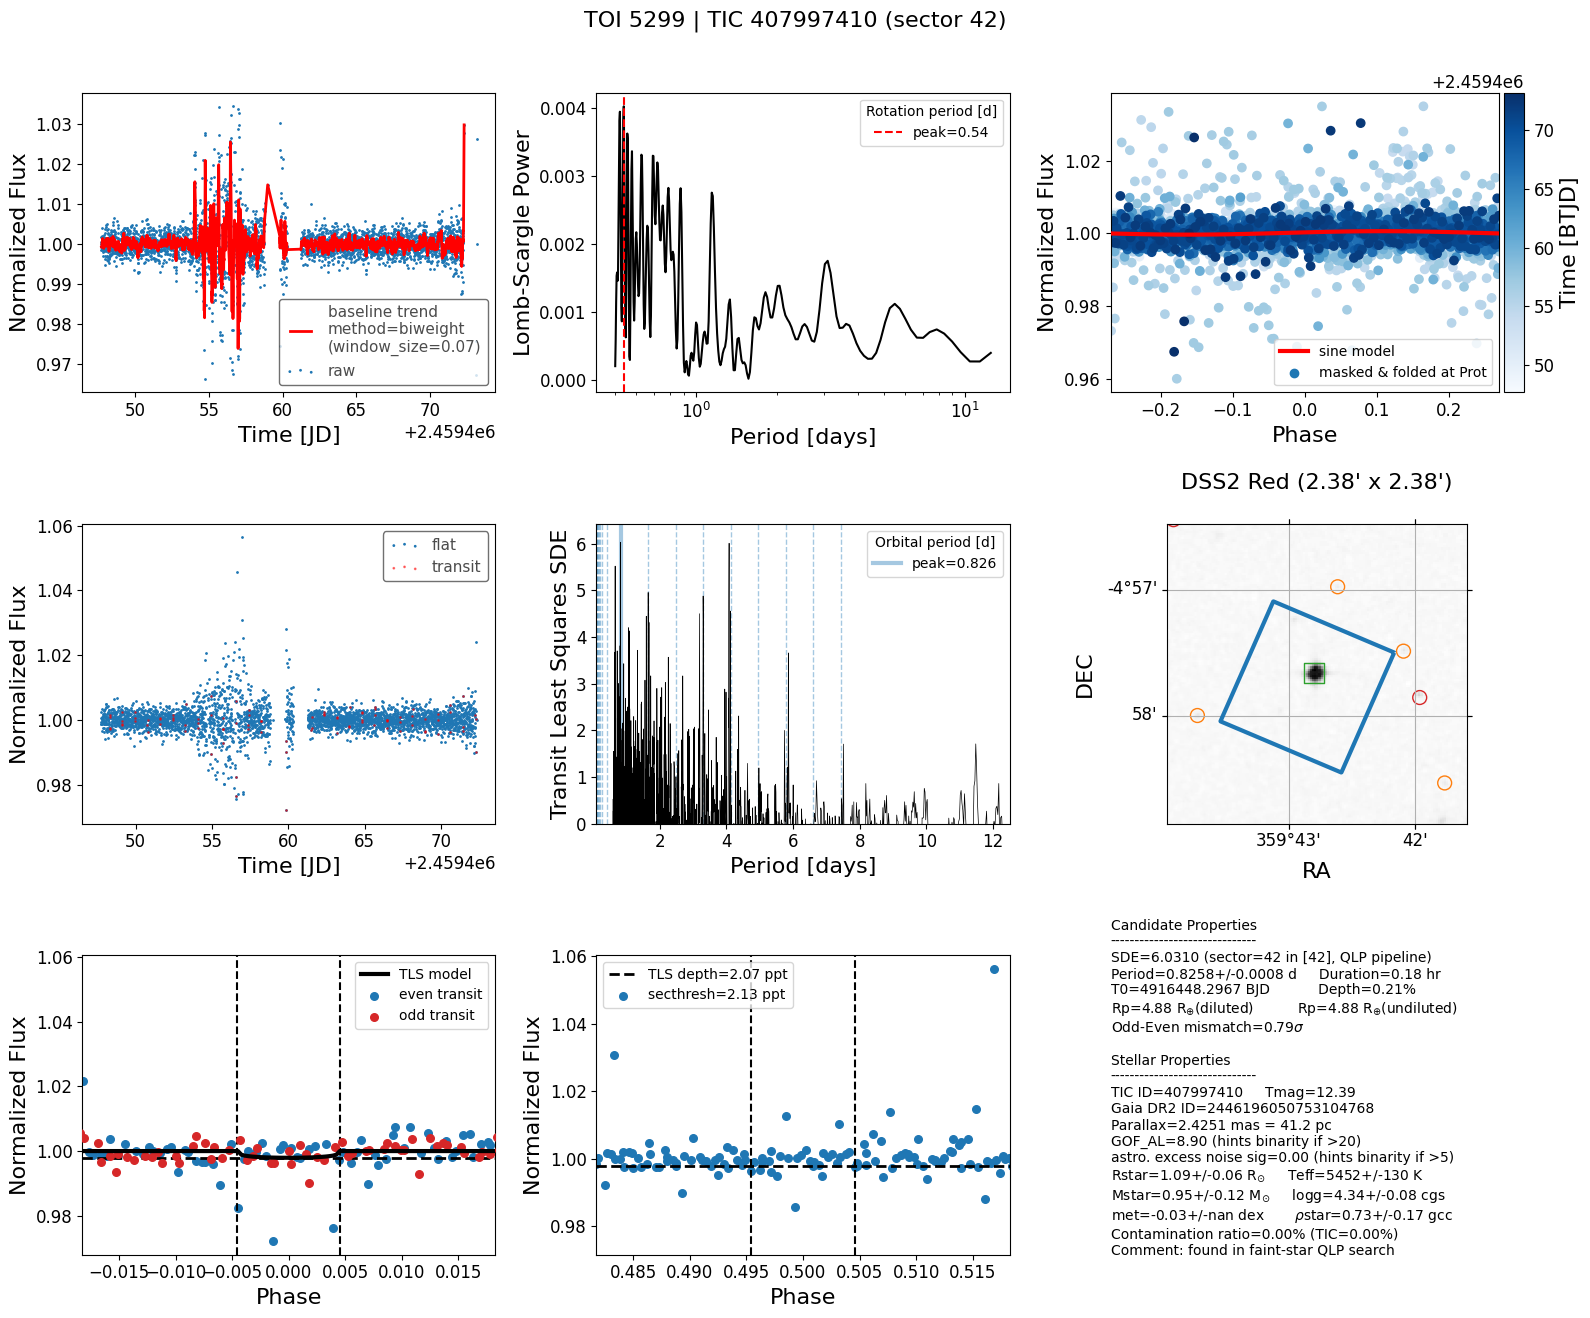 TOI 5299 | TIC 407997410 (sector 42)
Normalized Flux
1.03
1.02
1.01
1.00
0.99
0.98
0.97
baseline trend
method=biweight
(window_size=0.07)
raw
50
55
60
65
70
Time [JD]
+2.4594e6
Lomb-Scargle Power
0.004
0.003
0.002
0.001
0.000
Rotation period [d]
peak=0.54
10^0
10^1
Period [days]
Normalized Flux
1.02
1.00
0.98
0.96
sine model
masked & folded at Prot
−0.2
−0.1
0.0
0.1
0.2
Phase
+2.4594e6
70
65
60
55
50
Time [BTJD]
Normalized Flux
1.06
1.04
1.02
1.00
0.98
flat
transit
50
55
60
65
70
Time [JD]
+2.4594e6
Transit Least Squares SDE
6
5
4
3
2
1
0
Orbital period [d]
peak=0.826
2
4
6
8
10
12
Period [days]
DSS2 Red (2.38' x 2.38')
DEC
-4°57'
58'
359°43'
42'
RA
Normalized Flux
1.06
1.04
1.02
1.00
0.98
TLS model
even transit
odd transit
−0.015
−0.010
−0.005
0.000
0.005
0.010
0.015
Phase
Normalized Flux
1.06
1.04
1.02
1.00
0.98
TLS depth=2.07 ppt
secthresh=2.13 ppt
0.485
0.490
0.495
0.500
0.505
0.510
0.515
Phase
Candidate Properties
------------------------------
SDE=6.0310 (sector=42 in [42], QLP pipeline)
Period=0.8258+/-0.0008 d Duration=0.18 hr
T0=4916448.2967 BJD Depth=0.21%
Rp=4.88 R⊕(diluted) Rp=4.88 R⊕(undiluted)
Odd-Even mismatch=0.79σ
Stellar Properties
------------------------------
TIC ID=407997410 Tmag=12.39
Gaia DR2 ID=2446196050753104768
Parallax=2.4251 mas = 41.2 pc
GOF_AL=8.90 (hints binarity if >20)
astro. excess noise sig=0.00 (hints binarity if >5)
Rstar=1.09+/-0.06 R⊙ Teff=5452+/-130 K
Mstar=0.95+/-0.12 M⊙ logg=4.34+/-0.08 cgs
met=-0.03+/-nan dex ρstar=0.73+/-0.17 gcc
Contamination ratio=0.00% (TIC=0.00%)
Comment: found in faint-star QLP search